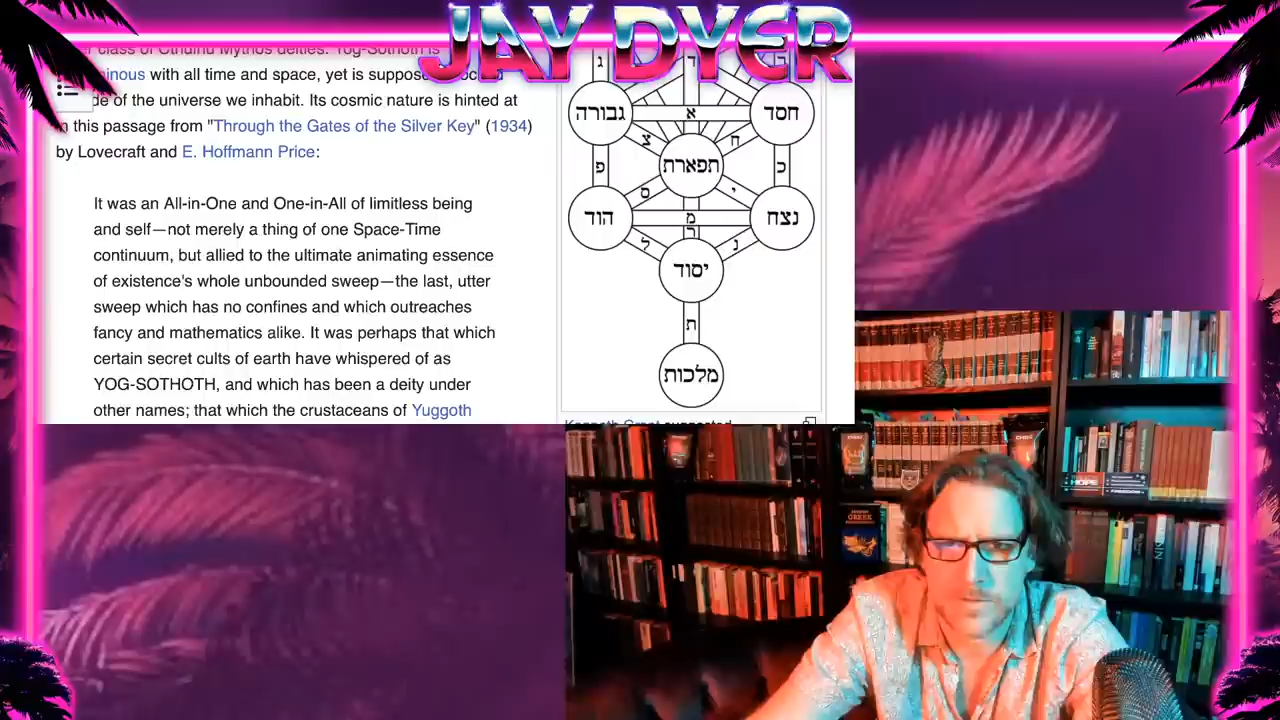 JAY DYER
class of Cthulhu Mythos deities. Yog-Sothoth is
with all time and space, yet is
of the universe we inhabit. Its cosmic nature is hinted at
this passage from "Through the Gates of the Silver Key" (1934)
by Lovecraft and E. Hoffmann Price:
It was an All-in-One and One-in-All of limitless being
and self—not merely a thing of one Space-Time
continuum, but allied to the ultimate animating essence
of existence's whole unbounded sweep—the last, utter
sweep which has no confines and which outreaches
fancy and mathematics alike. It was perhaps that which
certain secret cults of earth have whispered of as
YOG-SOTHOTH, and which has been a deity under
other names; that which the crustaceans of Yuggoth
ג
ד
חסד
א
גבורה
ח
צ
תפארת
כ
פ
י
ס
נצח
מ
הוד
ר
נ
ל
יסוד
ת
מלכות
HOPE
GREEK